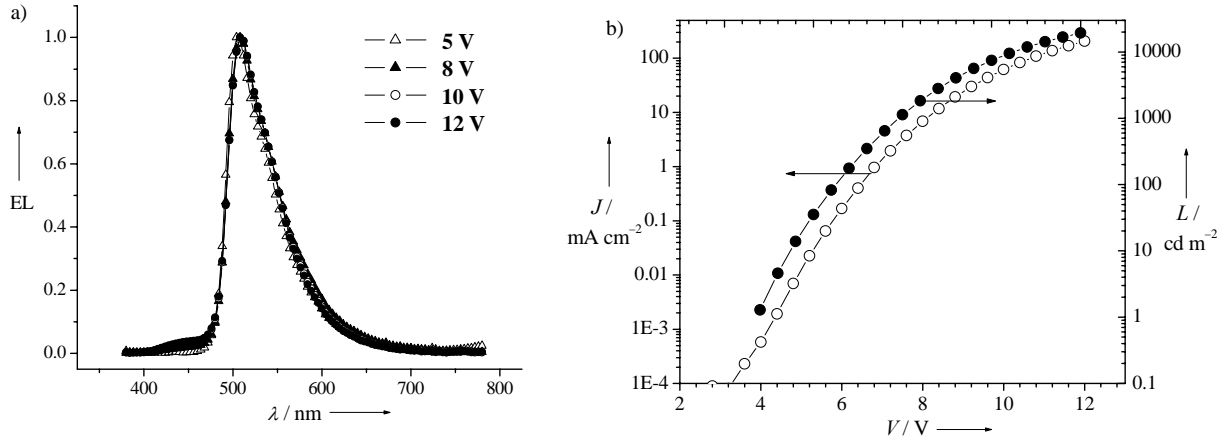 a)
1.0
0.8
0.6
0.4
0.2
0.0
EL
400
500
600
700
800
λ / nm
5 V
8 V
10 V
12 V
b)
100
10
1
0.1
0.01
1E-3
1E-4
J /
mA cm⁻²
2
4
6
8
10
12
V / V
10000
1000
100
10
1
0.1
L /
cd m⁻²